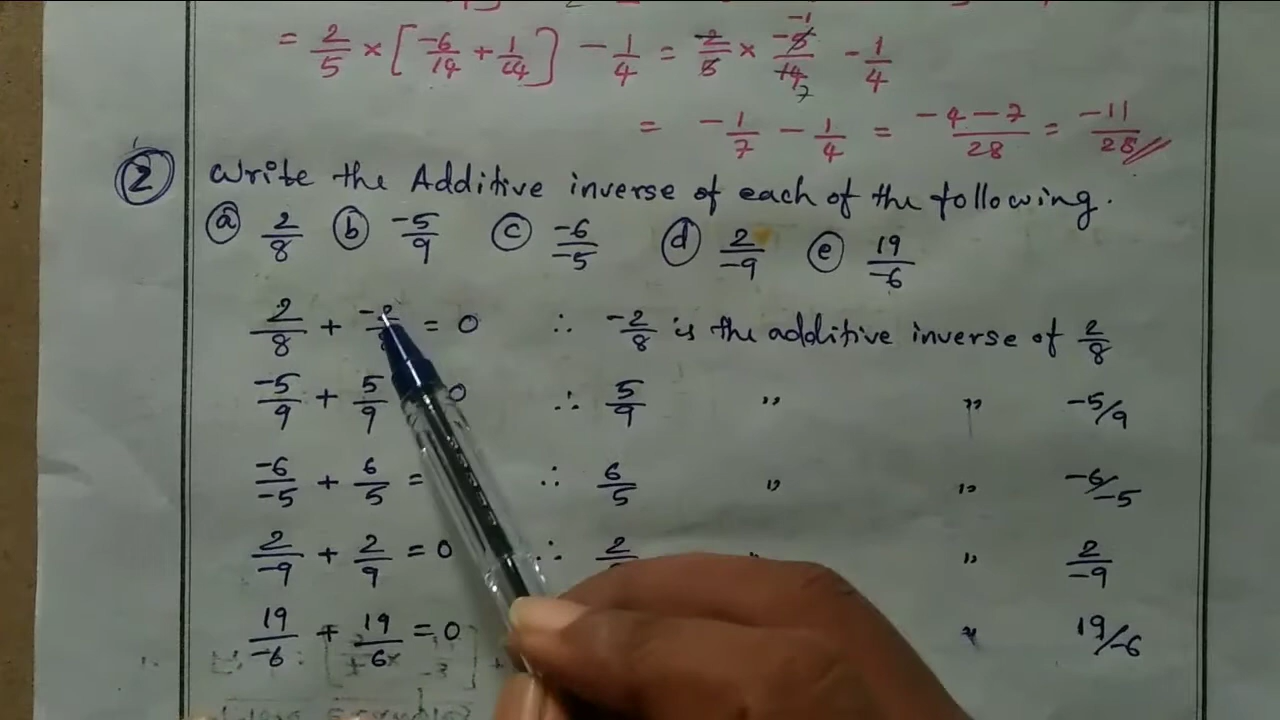 = 2/5 × [-6/14 + 1/14] - 1/4 = 2/5 × -5/14 -1/7 - 1/4
= -1/7 - 1/4 = -4-7/28 = -11/28 //
② Write the Additive inverse of each of the following.
ⓐ 2/8 ⓑ -5/9 ⓒ -6/-5 ⓓ 2/-9 ⓔ 19/-6
2/8 + -2/8 = 0 ∴ -2/8 is the additive inverse of 2/8
-5/9 + 5/9 0 ∴ 5/9 " " -5/9
-6/-5 + 6/5 = ∴ 6/5 " " -6/-5
2/-9 + 2/9 = 0 ∴ 2 " " 2/-9
19/-6 + 19/6 = 0 " 19/-6